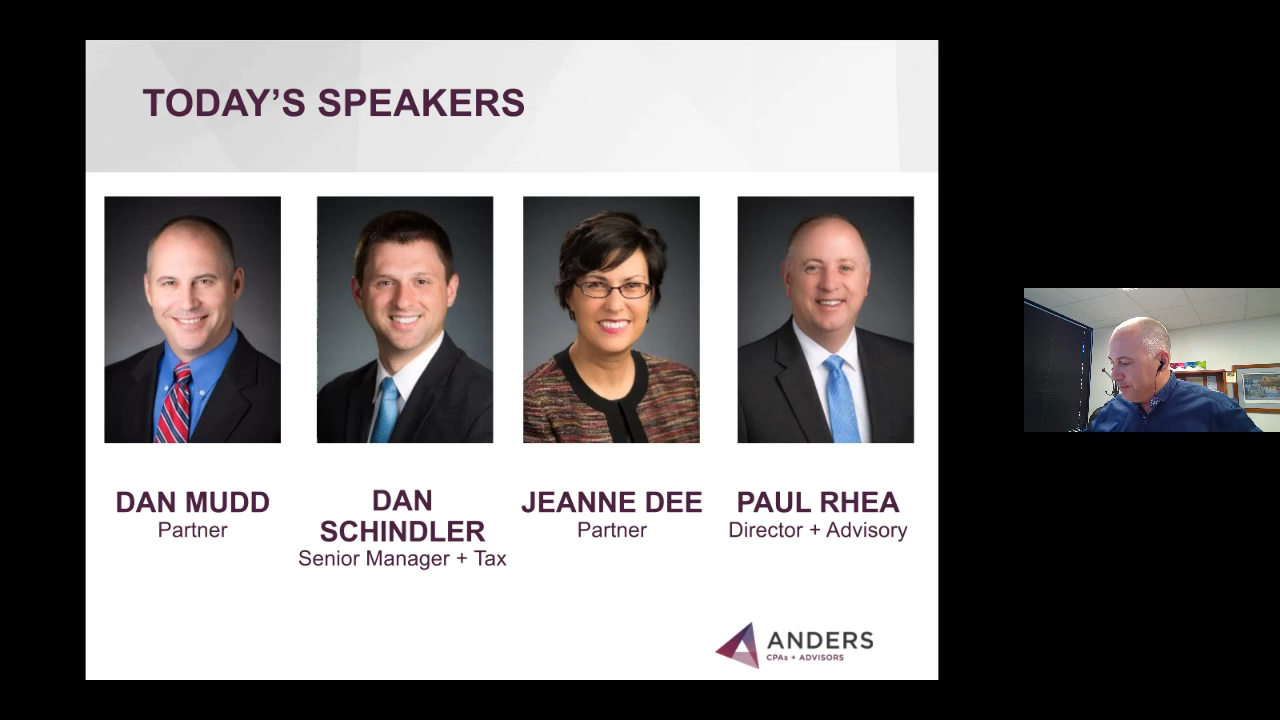 TODAY’S SPEAKERS
DAN MUDD
Partner
DAN
SCHINDLER
Senior Manager + Tax
JEANNE DEE
Partner
PAUL RHEA
Director + Advisory
ANDERS
CPAs + ADVISORS